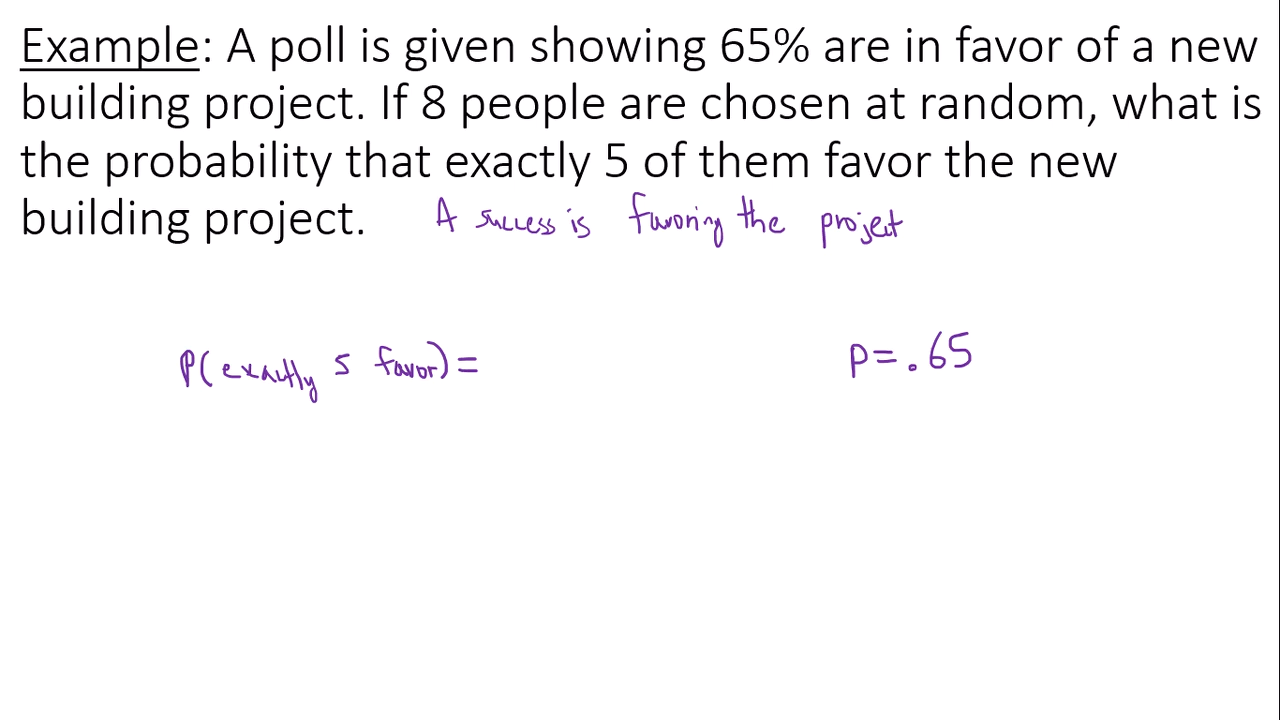 Example: A poll is given showing 65% are in favor of a new
building project. If 8 people are chosen at random, what is
the probability that exactly 5 of them favor the new
building project. A success is favoring the project
P(exactly 5 favor)= P=.65